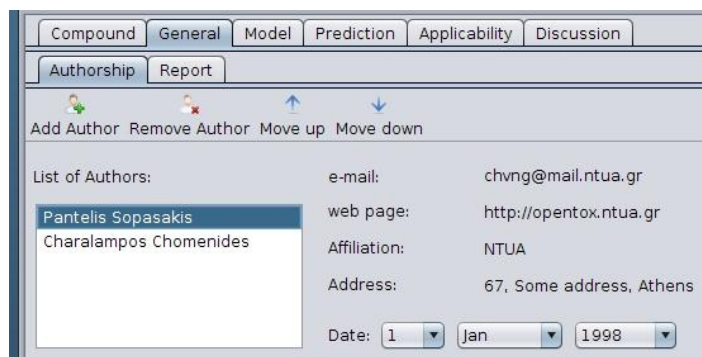 Compound General Model Prediction Applicability Discussion
Authorship Report
Add Author Remove Author Move up Move down
List of Authors:
Pantelis Sopasakis
Charalampos Chomenides
e-mail: chvng@mail.ntua.gr
web page: http://opentox.ntua.gr
Affiliation: NTUA
Address: 67, Some address, Athens
Date: 1 Jan 1998